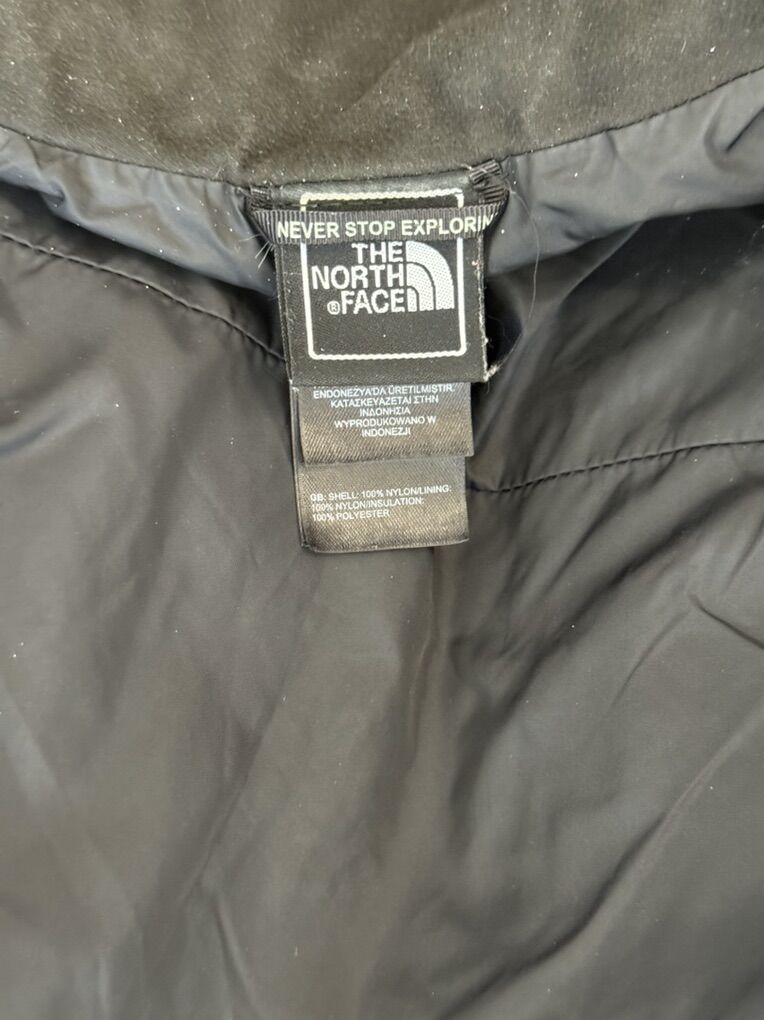 NEVER STOP EXPLORIN
THE
NORTH
®FACE
ENDONEZYA'DA ÜRETILMISTIR.
ΚΑΤΑΣΚΕΥΑΖΕΤΑΙ ΣΤΗΝ
ΙΝΔΟΝΗΣΙΑ
WYPRODUKOWANO W
INDONEZJI
GB: SHELL: 100% NYLON/LINING:
100% NYLON/INSULATION:
100% POLYESTER